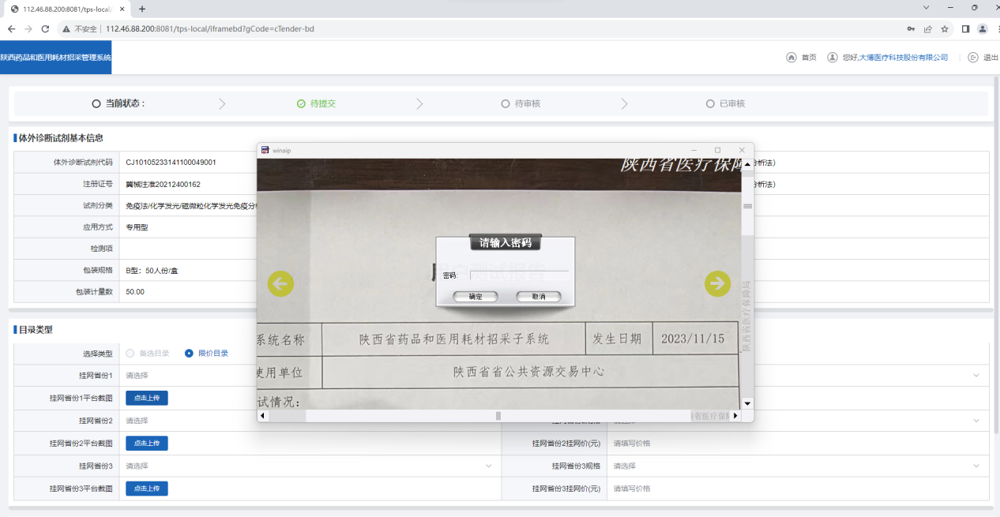 112.46.88.200:8081/tps-local/
不安全 112.46.88.200:8081/tps-local/iframebd?gCode=cTender-bd
陕西药品和医用耗材招采管理系统
首页 您好,大博医疗科技股份有限公司 退出
当前状态： 待提交 待审核 已审核
体外诊断试剂基本信息
体外诊断试剂代码 CJ10105233141100049001 分析法)
注册证号 冀械注准20212400162 分析法)
试剂分类 免疫法/化学发光/磁微粒化学发光免疫分析
应用方式 专用型
检测项
包装规格 B型：50人份/盒
包装计量数 50.00
winaip
陕西省医疗保障
请输入密码
密码:
确定 取消
系统名称 陕西省药品和医用耗材招采子系统 发生日期 2023/11/15
使用单位 陕西省省公共资源交易中心
试情况：
陕西省医疗保障局
省医疗保障
目录类型
选择类型 备选目录 限价目录
挂网省份1 请选择
挂网省份1平台截图 点击上传
挂网省份2 请选择
挂网省份2平台截图 点击上传 挂网省份2挂网价(元) 请填写价格
挂网省份3 请选择 挂网省份3规格 请选择
挂网省份3平台截图 点击上传 挂网省份3挂网价(元) 请填写价格